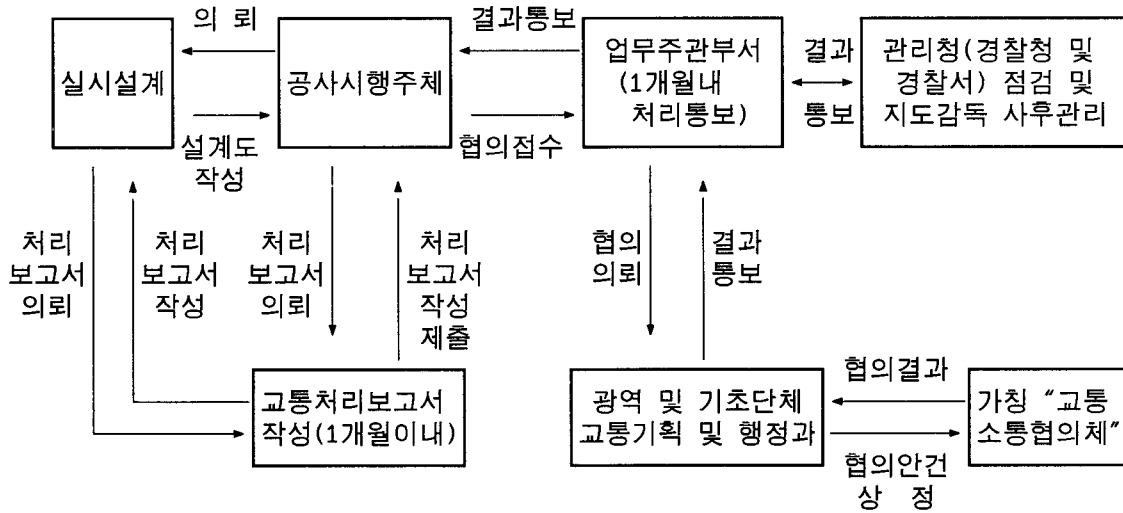 의 뢰
결과통보
실시설계
공사시행주체
업무주관부서
(1개월내
처리통보)
결과
통보
관리청(경찰청 및
경찰서) 점검 및
지도감독 사후관리
설계도
작성
협의접수
처리
보고서
의뢰
처리
보고서
작성
처리
보고서
의뢰
처리
보고서
작성
제출
협의
의뢰
결과
통보
교통처리보고서
작성(1개월이내)
광역 및 기초단체
교통기획 및 행정과
협의결과
가칭 〃교통
소통협의체〃
협의안건
상 정